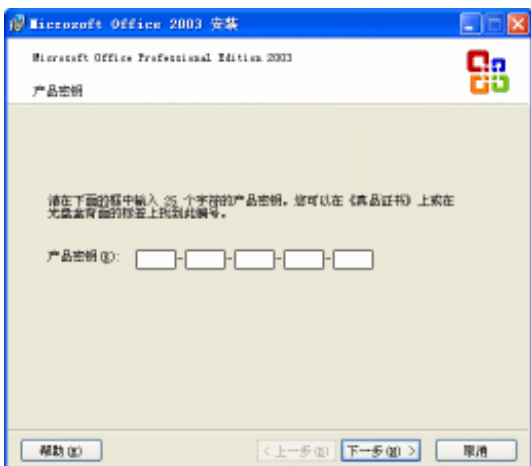 Microsoft Office 2003 安装
Microsoft Office Professional Edition 2003
产品密钥
请在下面的框中输入 25 个字符的产品密钥。您可以在《真品证书》上或在
光盘盒背面的标签上找到此编号。
产品密钥(K): - - - -
帮助(H) < 上一步(B) 下一步(N) > 取消